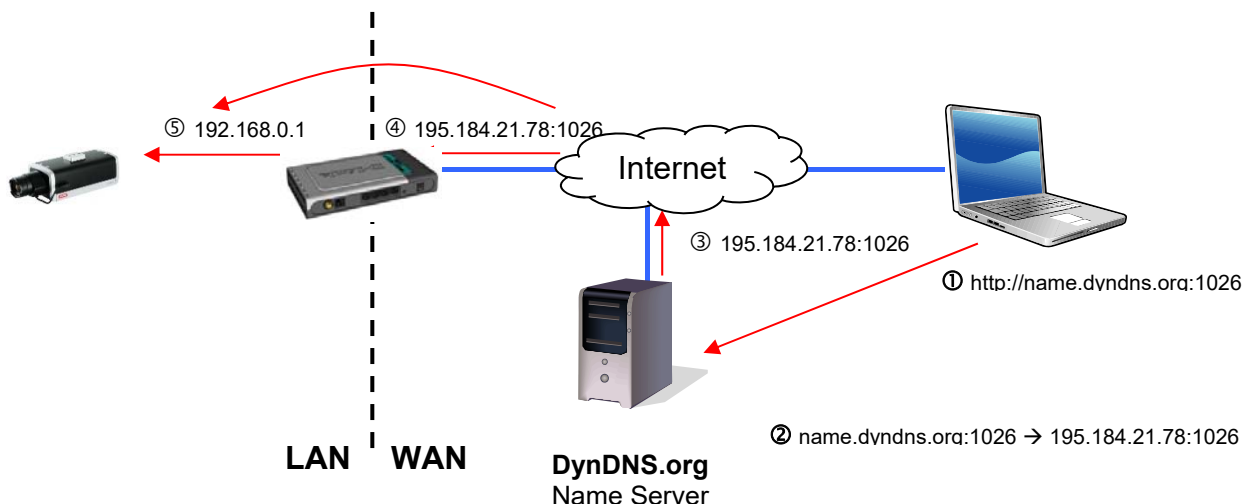 ⑤ 192.168.0.1
④ 195.184.21.78:1026
Internet
③ 195.184.21.78:1026
① http://name.dyndns.org:1026
② name.dyndns.org:1026 → 195.184.21.78:1026
LAN WAN
DynDNS.org
Name Server